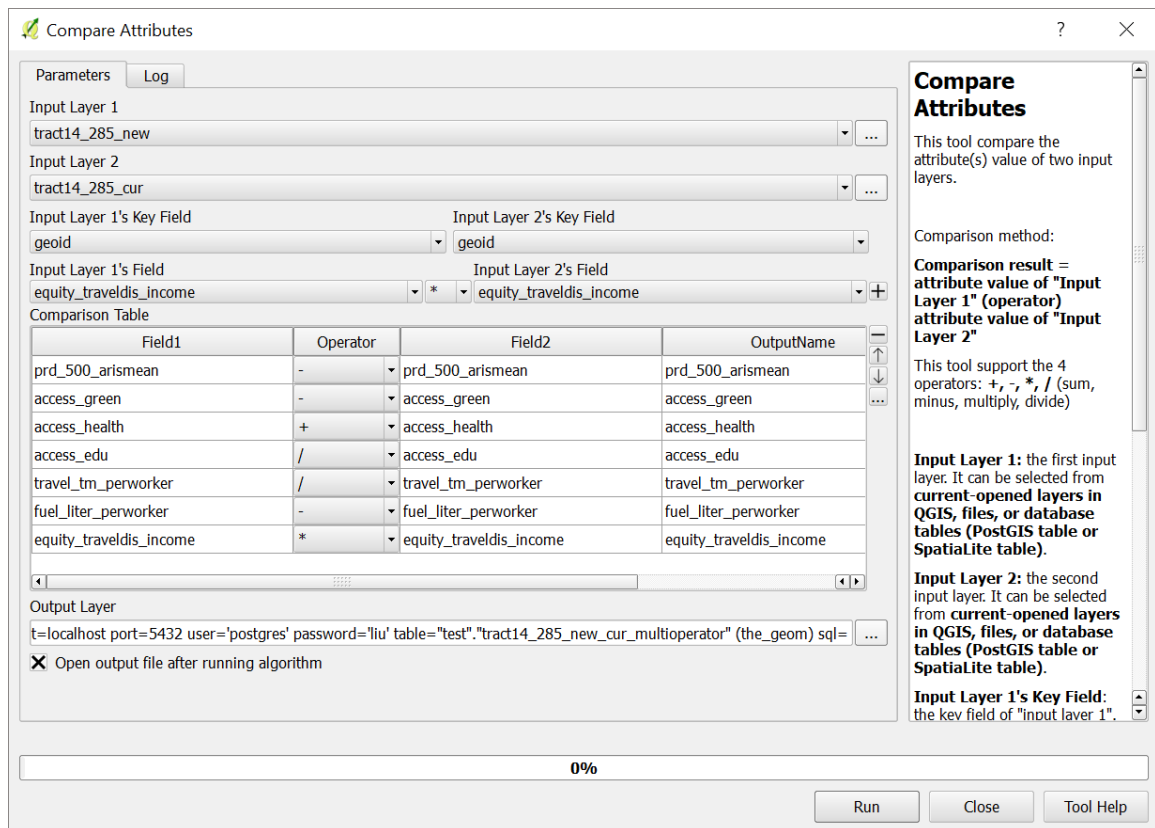 Compare Attributes
?
Parameters
Log
Input Layer 1
tract14_285_new
...
Input Layer 2
tract14_285_cur
...
Input Layer 1's Key Field
Input Layer 2's Key Field
geoid
geoid
Input Layer 1's Field
Input Layer 2's Field
equity_traveldis_income * equity_traveldis_income
Comparison Table
Field1 Operator Field2 OutputName
prd_500_arismean - prd_500_arismean prd_500_arismean
access_green - access_green access_green
access_health + access_health access_health
access_edu / access_edu access_edu
travel_tm_perworker / travel_tm_perworker travel_tm_perworker
fuel_liter_perworker - fuel_liter_perworker fuel_liter_perworker
equity_traveldis_income * equity_traveldis_income equity_traveldis_income
...
Output Layer
t=localhost port=5432 user='postgres' password='liu' table="test"."tract14_285_new_cur_multioperator" (the_geom) sql=
...
Open output file after running algorithm
Compare
Attributes
This tool compare the
attribute(s) value of two input
layers.
Comparison method:
Comparison result =
attribute value of "Input
Layer 1" (operator)
attribute value of "Input
Layer 2"
This tool support the 4
operators: +, -, *, / (sum,
minus, multiply, divide)
Input Layer 1: the first input
layer. It can be selected from
current-opened layers in
QGIS, files, or database
tables (PostGIS table or
SpatiaLite table).
Input Layer 2: the second
input layer. It can be selected
from current-opened layers
in QGIS, files, or database
tables (PostGIS table or
SpatiaLite table).
Input Layer 1's Key Field:
the key field of "input layer 1".
0%
Run
Close
Tool Help